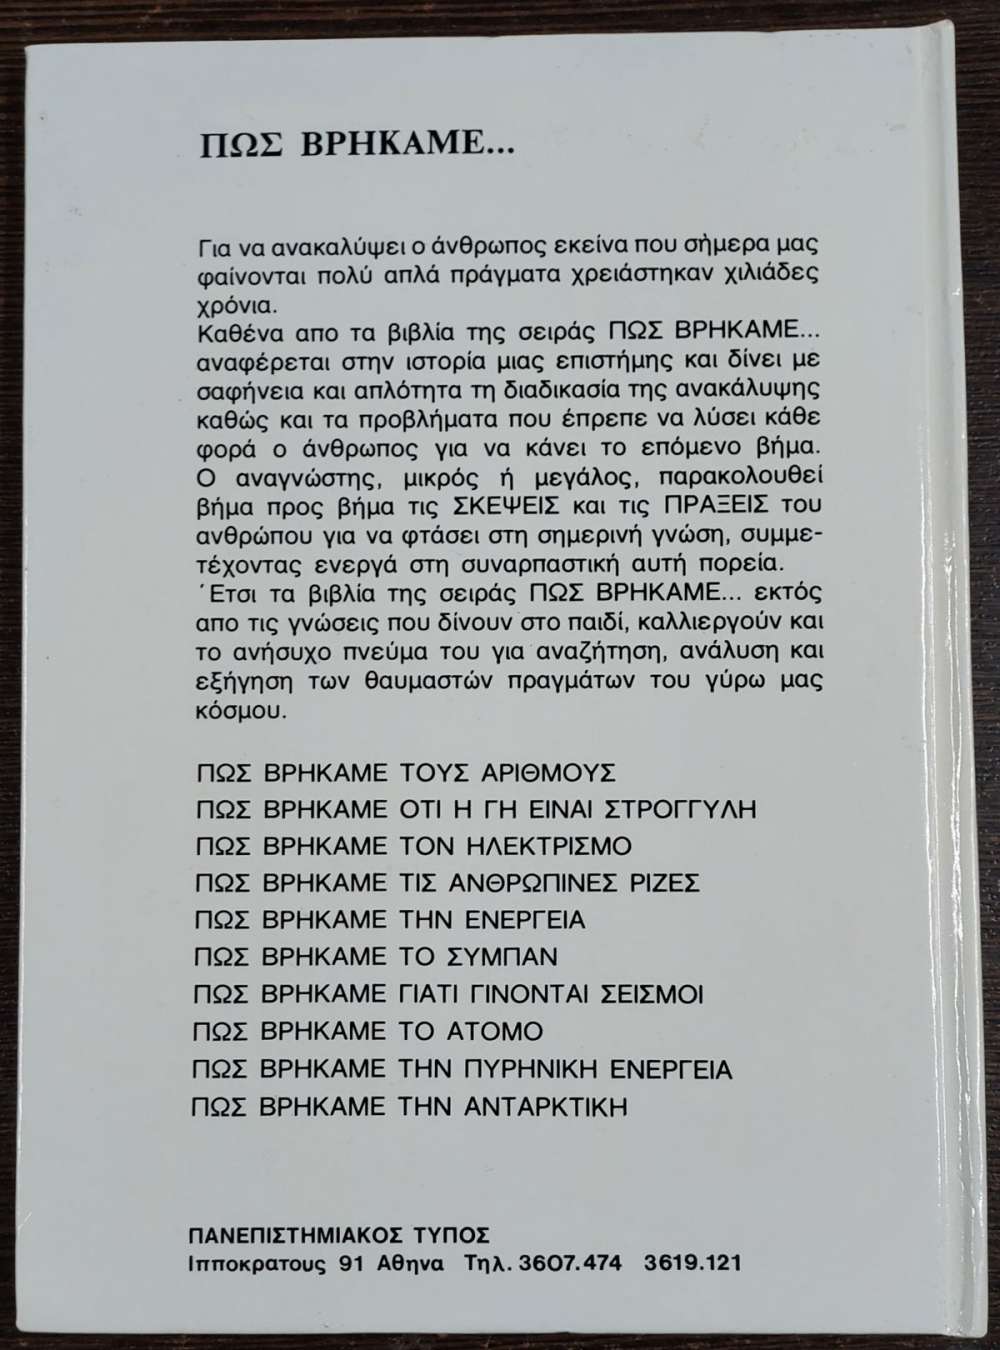 ΠΩΣ ΒΡΗΚΑΜΕ...
Για να ανακαλύψει ο άνθρωπος εκείνα που σήμερα μας
φαίνονται πολύ απλά πράγματα χρειάστηκαν χιλιάδες
χρόνια.
Καθένα απο τα βιβλία της σειράς ΠΩΣ ΒΡΗΚΑΜΕ...
αναφέρεται στην ιστορία μιας επιστήμης και δίνει με
σαφήνεια και απλότητα τη διαδικασία της ανακάλυψης
καθώς και τα προβλήματα που έπρεπε να λύσει κάθε
φορά ο άνθρωπος για να κάνει το επόμενο βήμα.
Ο αναγνώστης, μικρός ή μεγάλος, παρακολουθεί
βήμα προς βήμα τις ΣΚΕΨΕΙΣ και τις ΠΡΑΞΕΙΣ του
ανθρώπου για να φτάσει στη σημερινή γνώση, συμμε-
τέχοντας ενεργά στη συναρπαστική αυτή πορεία.
Έτσι τα βιβλία της σειράς ΠΩΣ ΒΡΗΚΑΜΕ... εκτός
απο τις γνώσεις που δίνουν στο παιδί, καλλιεργούν και
το ανήσυχο πνεύμα του για αναζήτηση, ανάλυση και
εξήγηση των θαυμαστών πραγμάτων του γύρω μας
κόσμου.
ΠΩΣ ΒΡΗΚΑΜΕ ΤΟΥΣ ΑΡΙΘΜΟΥΣ
ΠΩΣ ΒΡΗΚΑΜΕ ΟΤΙ Η ΓΗ ΕΙΝΑΙ ΣΤΡΟΓΓΥΛΗ
ΠΩΣ ΒΡΗΚΑΜΕ ΤΟΝ ΗΛΕΚΤΡΙΣΜΟ
ΠΩΣ ΒΡΗΚΑΜΕ ΤΙΣ ΑΝΘΡΩΠΙΝΕΣ ΡΙΖΕΣ
ΠΩΣ ΒΡΗΚΑΜΕ ΤΗΝ ΕΝΕΡΓΕΙΑ
ΠΩΣ ΒΡΗΚΑΜΕ ΤΟ ΣΥΜΠΑΝ
ΠΩΣ ΒΡΗΚΑΜΕ ΓΙΑΤΙ ΓΙΝΟΝΤΑΙ ΣΕΙΣΜΟΙ
ΠΩΣ ΒΡΗΚΑΜΕ ΤΟ ΑΤΟΜΟ
ΠΩΣ ΒΡΗΚΑΜΕ ΤΗΝ ΠΥΡΗΝΙΚΗ ΕΝΕΡΓΕΙΑ
ΠΩΣ ΒΡΗΚΑΜΕ ΤΗΝ ΑΝΤΑΡΚΤΙΚΗ
ΠΑΝΕΠΙΣΤΗΜΙΑΚΟΣ ΤΥΠΟΣ
Ιπποκρατους 91 Αθηνα Τηλ. 3607.474 3619.121